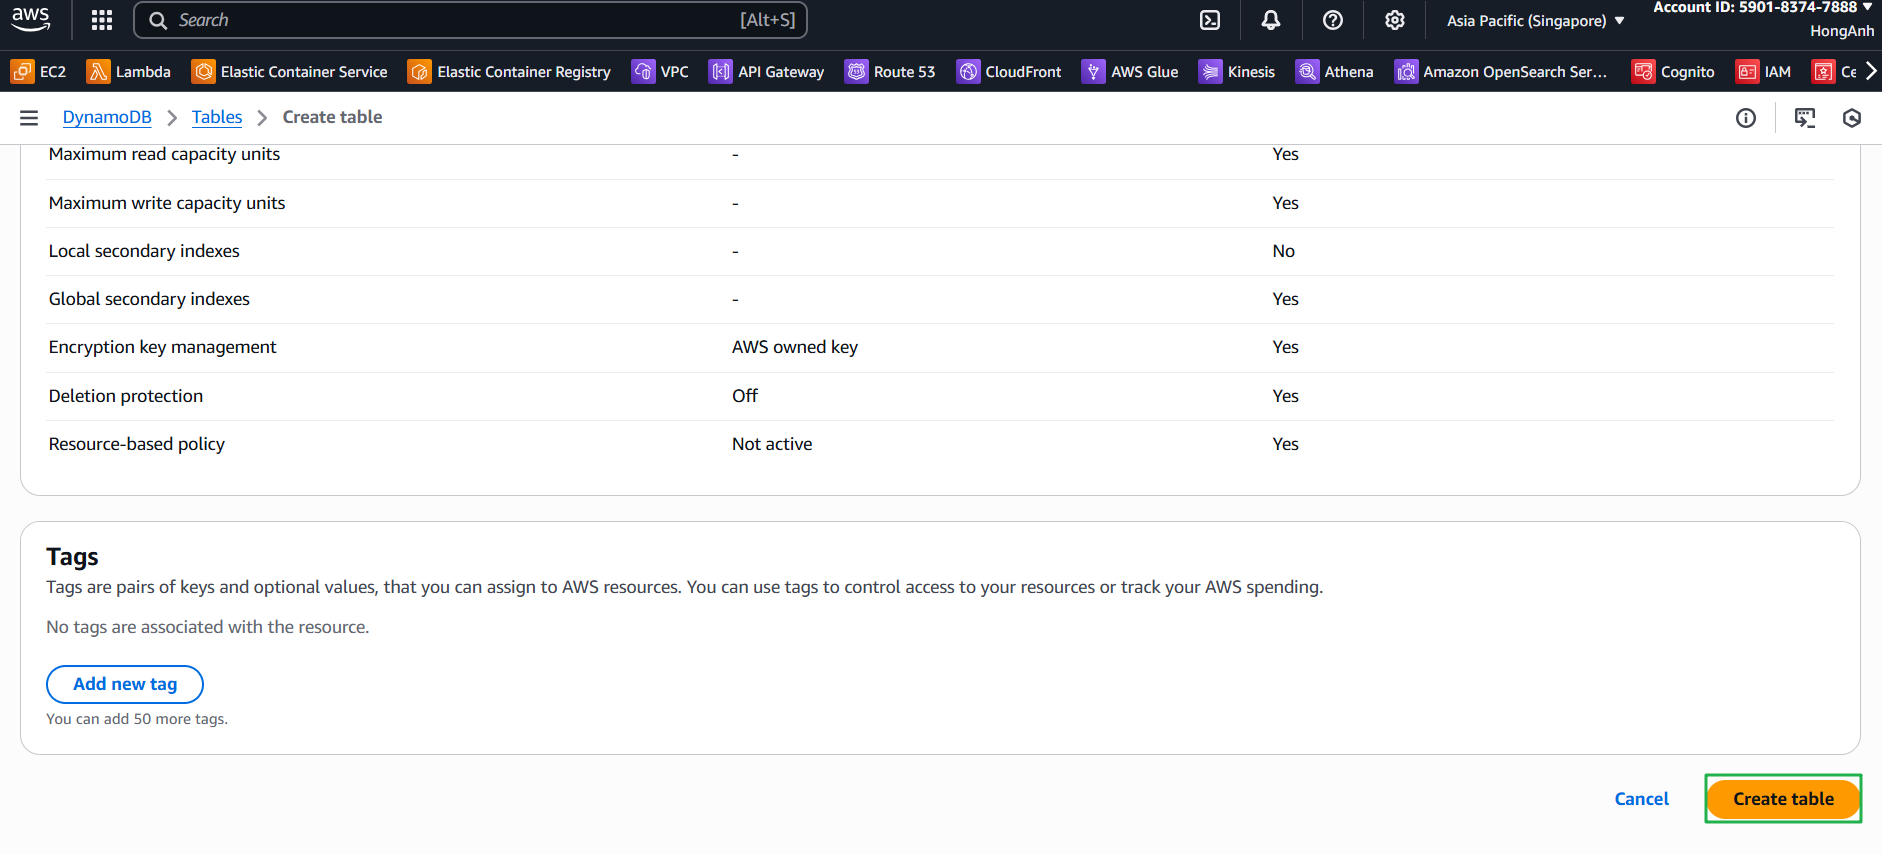 aws
Search [Alt+S]
Asia Pacific (Singapore)
Account ID: 5901-8374-7888
HongAnh
EC2 Lambda Elastic Container Service Elastic Container Registry VPC API Gateway Route 53 CloudFront AWS Glue Kinesis Athena Amazon OpenSearch Ser... Cognito IAM Ce
DynamoDB Tables Create table
Maximum read capacity units - Yes
Maximum write capacity units - Yes
Local secondary indexes - No
Global secondary indexes - Yes
Encryption key management AWS owned key Yes
Deletion protection Off Yes
Resource-based policy Not active Yes
Tags
Tags are pairs of keys and optional values, that you can assign to AWS resources. You can use tags to control access to your resources or track your AWS spending.
No tags are associated with the resource.
Add new tag
You can add 50 more tags.
Cancel Create table